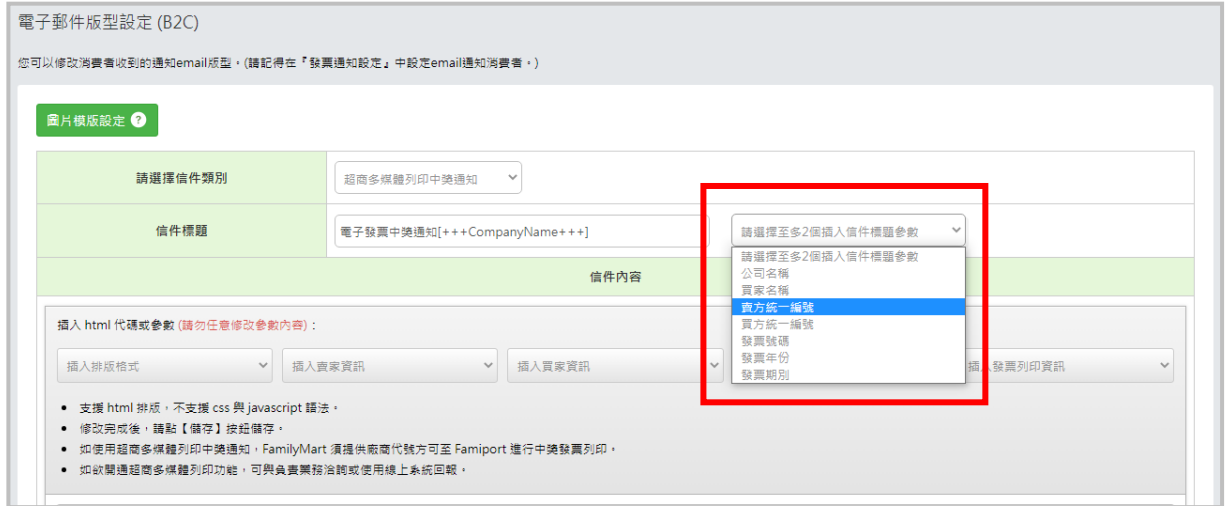 電子郵件版型設定 (B2C)
您可以修改消費者收到的通知email版型。(請記得在『發票通知設定』中設定email通知消費者。)
圖片模版設定 ?
請選擇信件類別
超商多媒體列印中獎通知
信件標題
電子發票中獎通知[+++CompanyName+++]
請選擇至多2個插入信件標題參數
請選擇至多2個插入信件標題參數
公司名稱
買家名稱
賣方統一編號
買方統一編號
發票號碼
發票年份
發票期別
信件內容
插入 html 代碼或參數 (請勿任意修改參數內容)：
插入排版格式
插入賣家資訊
插入買家資訊
插入發票列印資訊
• 支援 html 排版，不支援 css 與 javascript 語法。
• 修改完成後，請點【儲存】按鈕儲存。
• 如使用超商多媒體列印中獎通知，FamilyMart 須提供廠商代號方可至 Famiport 進行中獎發票列印。
• 如欲開通超商多媒體列印功能，可與負責業務洽詢或使用線上系統回報。